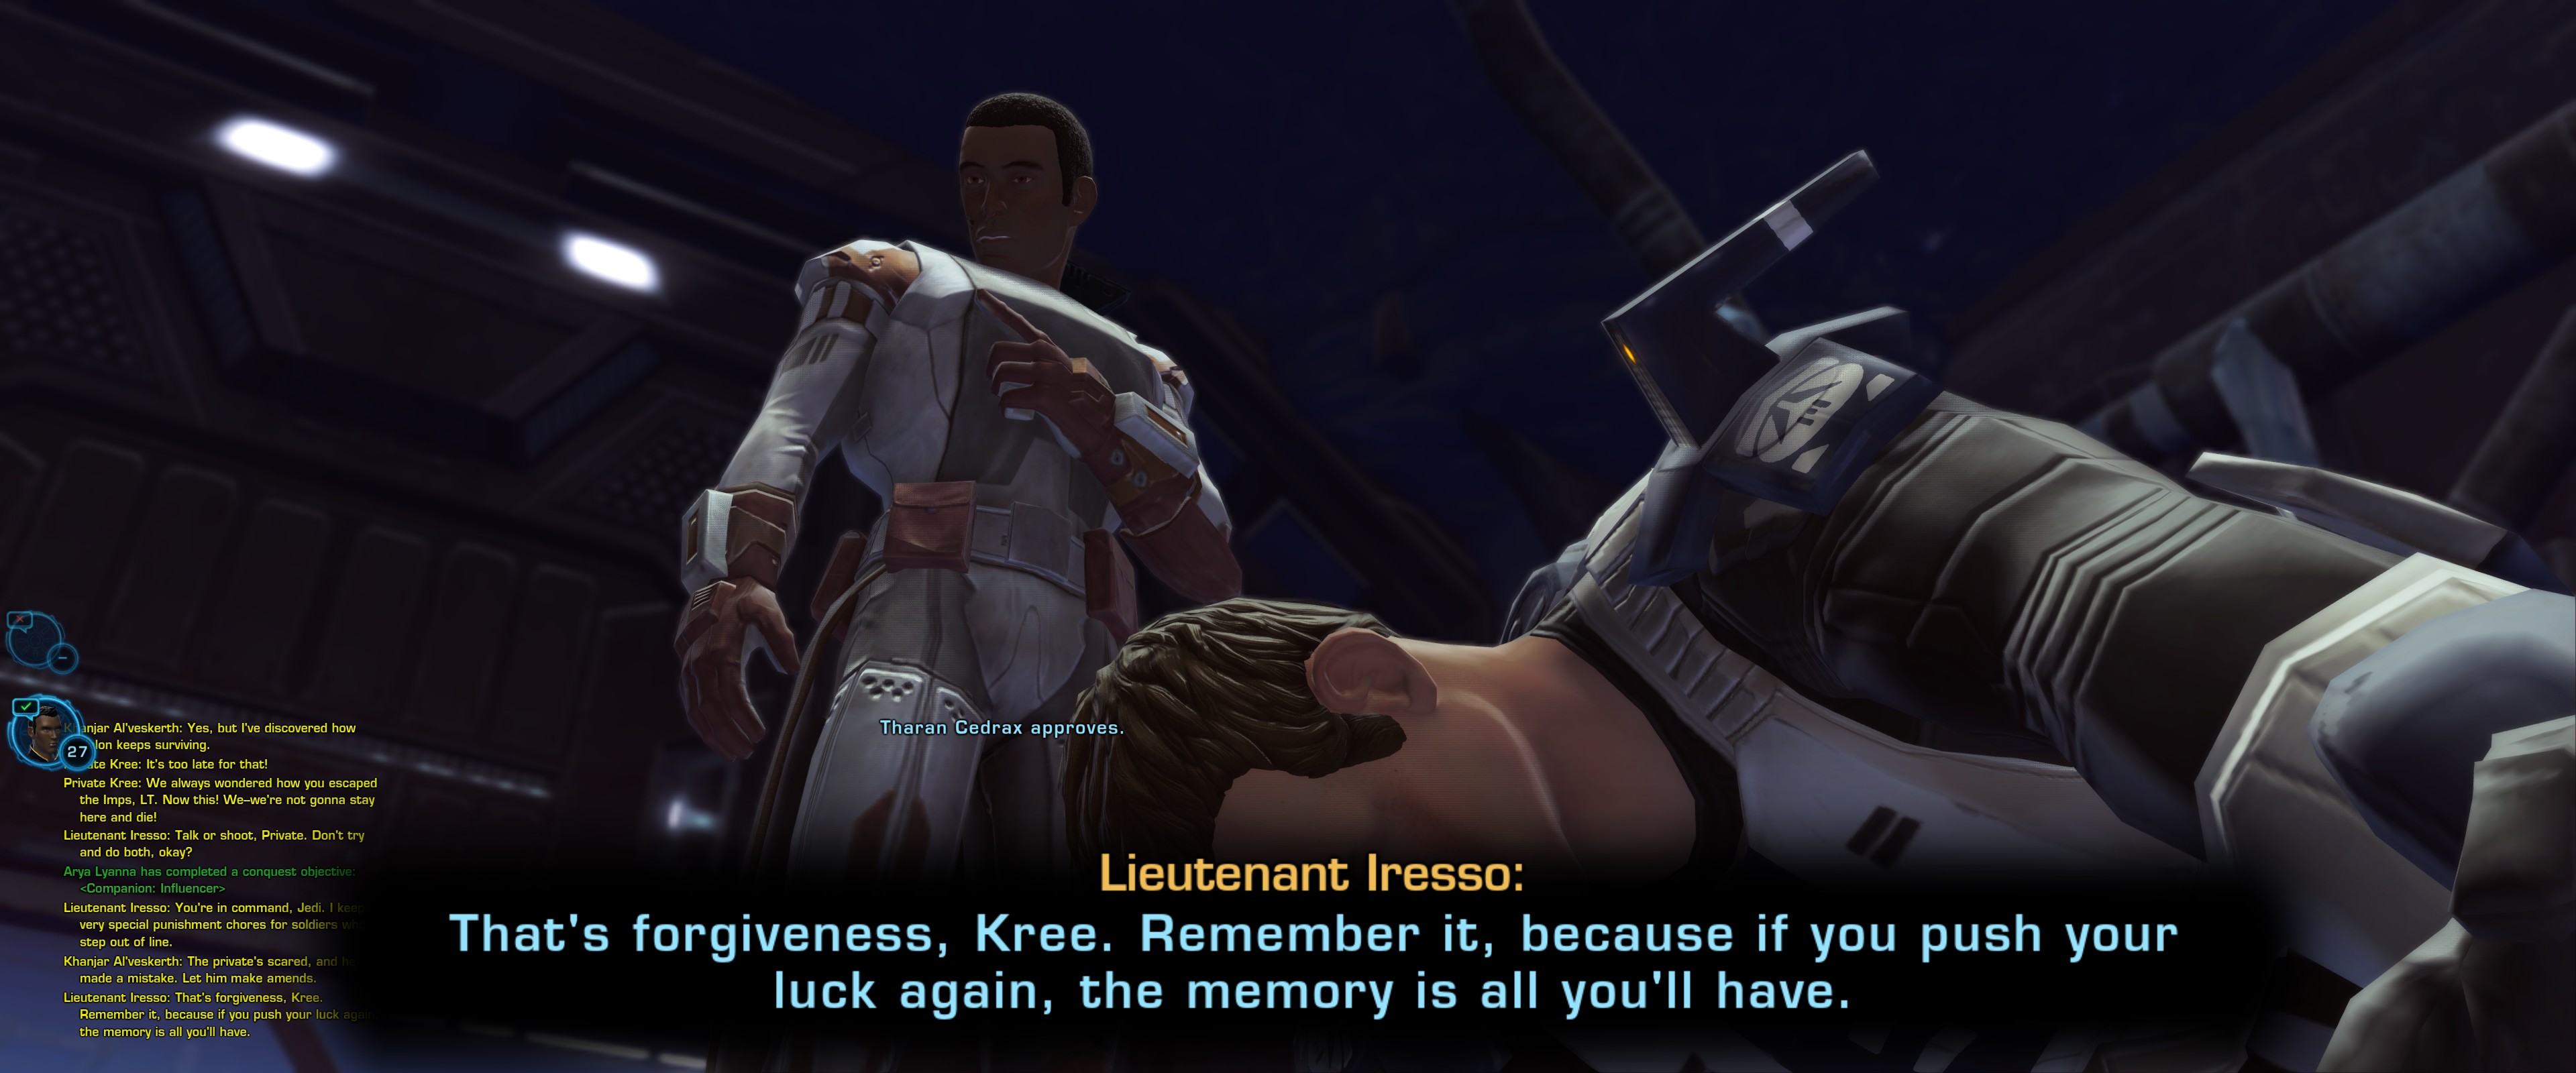 Tharan Cedrax approves.
27
anjar Al'veskerth: Yes, but I've discovered how
lon keeps surviving.
te Kree: It's too late for that!
Private Kree: We always wondered how you escaped
the Imps, LT. Now this! We–we're not gonna stay
here and die!
Lieutenant Iresso: Talk or shoot, Private. Don't try
and do both, okay?
Arya Lyanna has completed a conquest objective:
<Companion: Influencer>
Lieutenant Iresso: You're in command, Jedi. I keep
very special punishment chores for soldiers
step out of line.
Khanjar Al'veskerth: The private's scared, and
made a mistake. Let him make amends.
Lieutenant Iresso: That's forgiveness, Kree.
Remember it, because if you push your luck again
the memory is all you'll have.
Lieutenant Iresso:
That's forgiveness, Kree. Remember it, because if you push your
luck again, the memory is all you'll have.